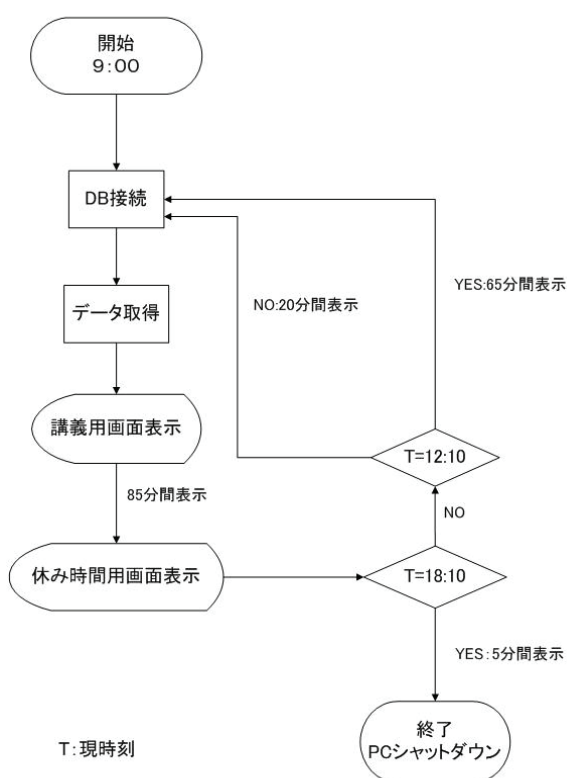 開始
９：００
DB接続
データ取得
講義用画面表示
85分間表示
休み時間用画面表示
T=18:10
NO
T=12:10
NO:20分間表示
YES:65分間表示
YES：5分間表示
終了
PCシャットダウン
T：現時刻